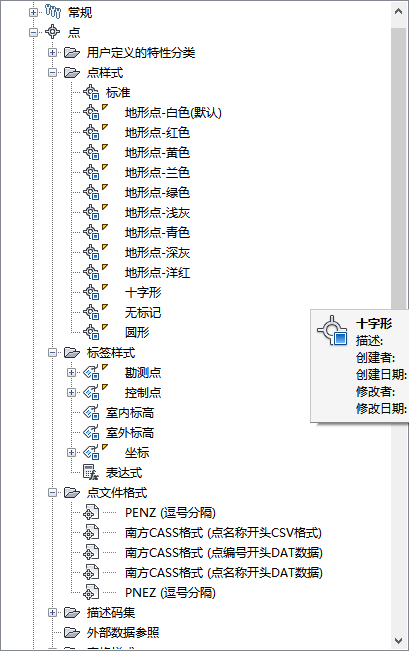 常规
点
用户定义的特性分类
点样式
标准
地形点-白色(默认)
地形点-红色
地形点-黄色
地形点-兰色
地形点-绿色
地形点-浅灰
地形点-青色
地形点-深灰
地形点-洋红
十字形
无标记
圆形
标签样式
勘测点
控制点
室内标高
室外标高
坐标
表达式
点文件格式
PENZ (逗号分隔)
南方CASS格式 (点名称开头CSV格式)
南方CASS格式 (点编号开头DAT数据)
南方CASS格式 (点名称开头DAT数据)
PNEZ (逗号分隔)
描述码集
外部数据参照
十字形
描述:
创建者:
创建日期:
修改者:
修改日期: